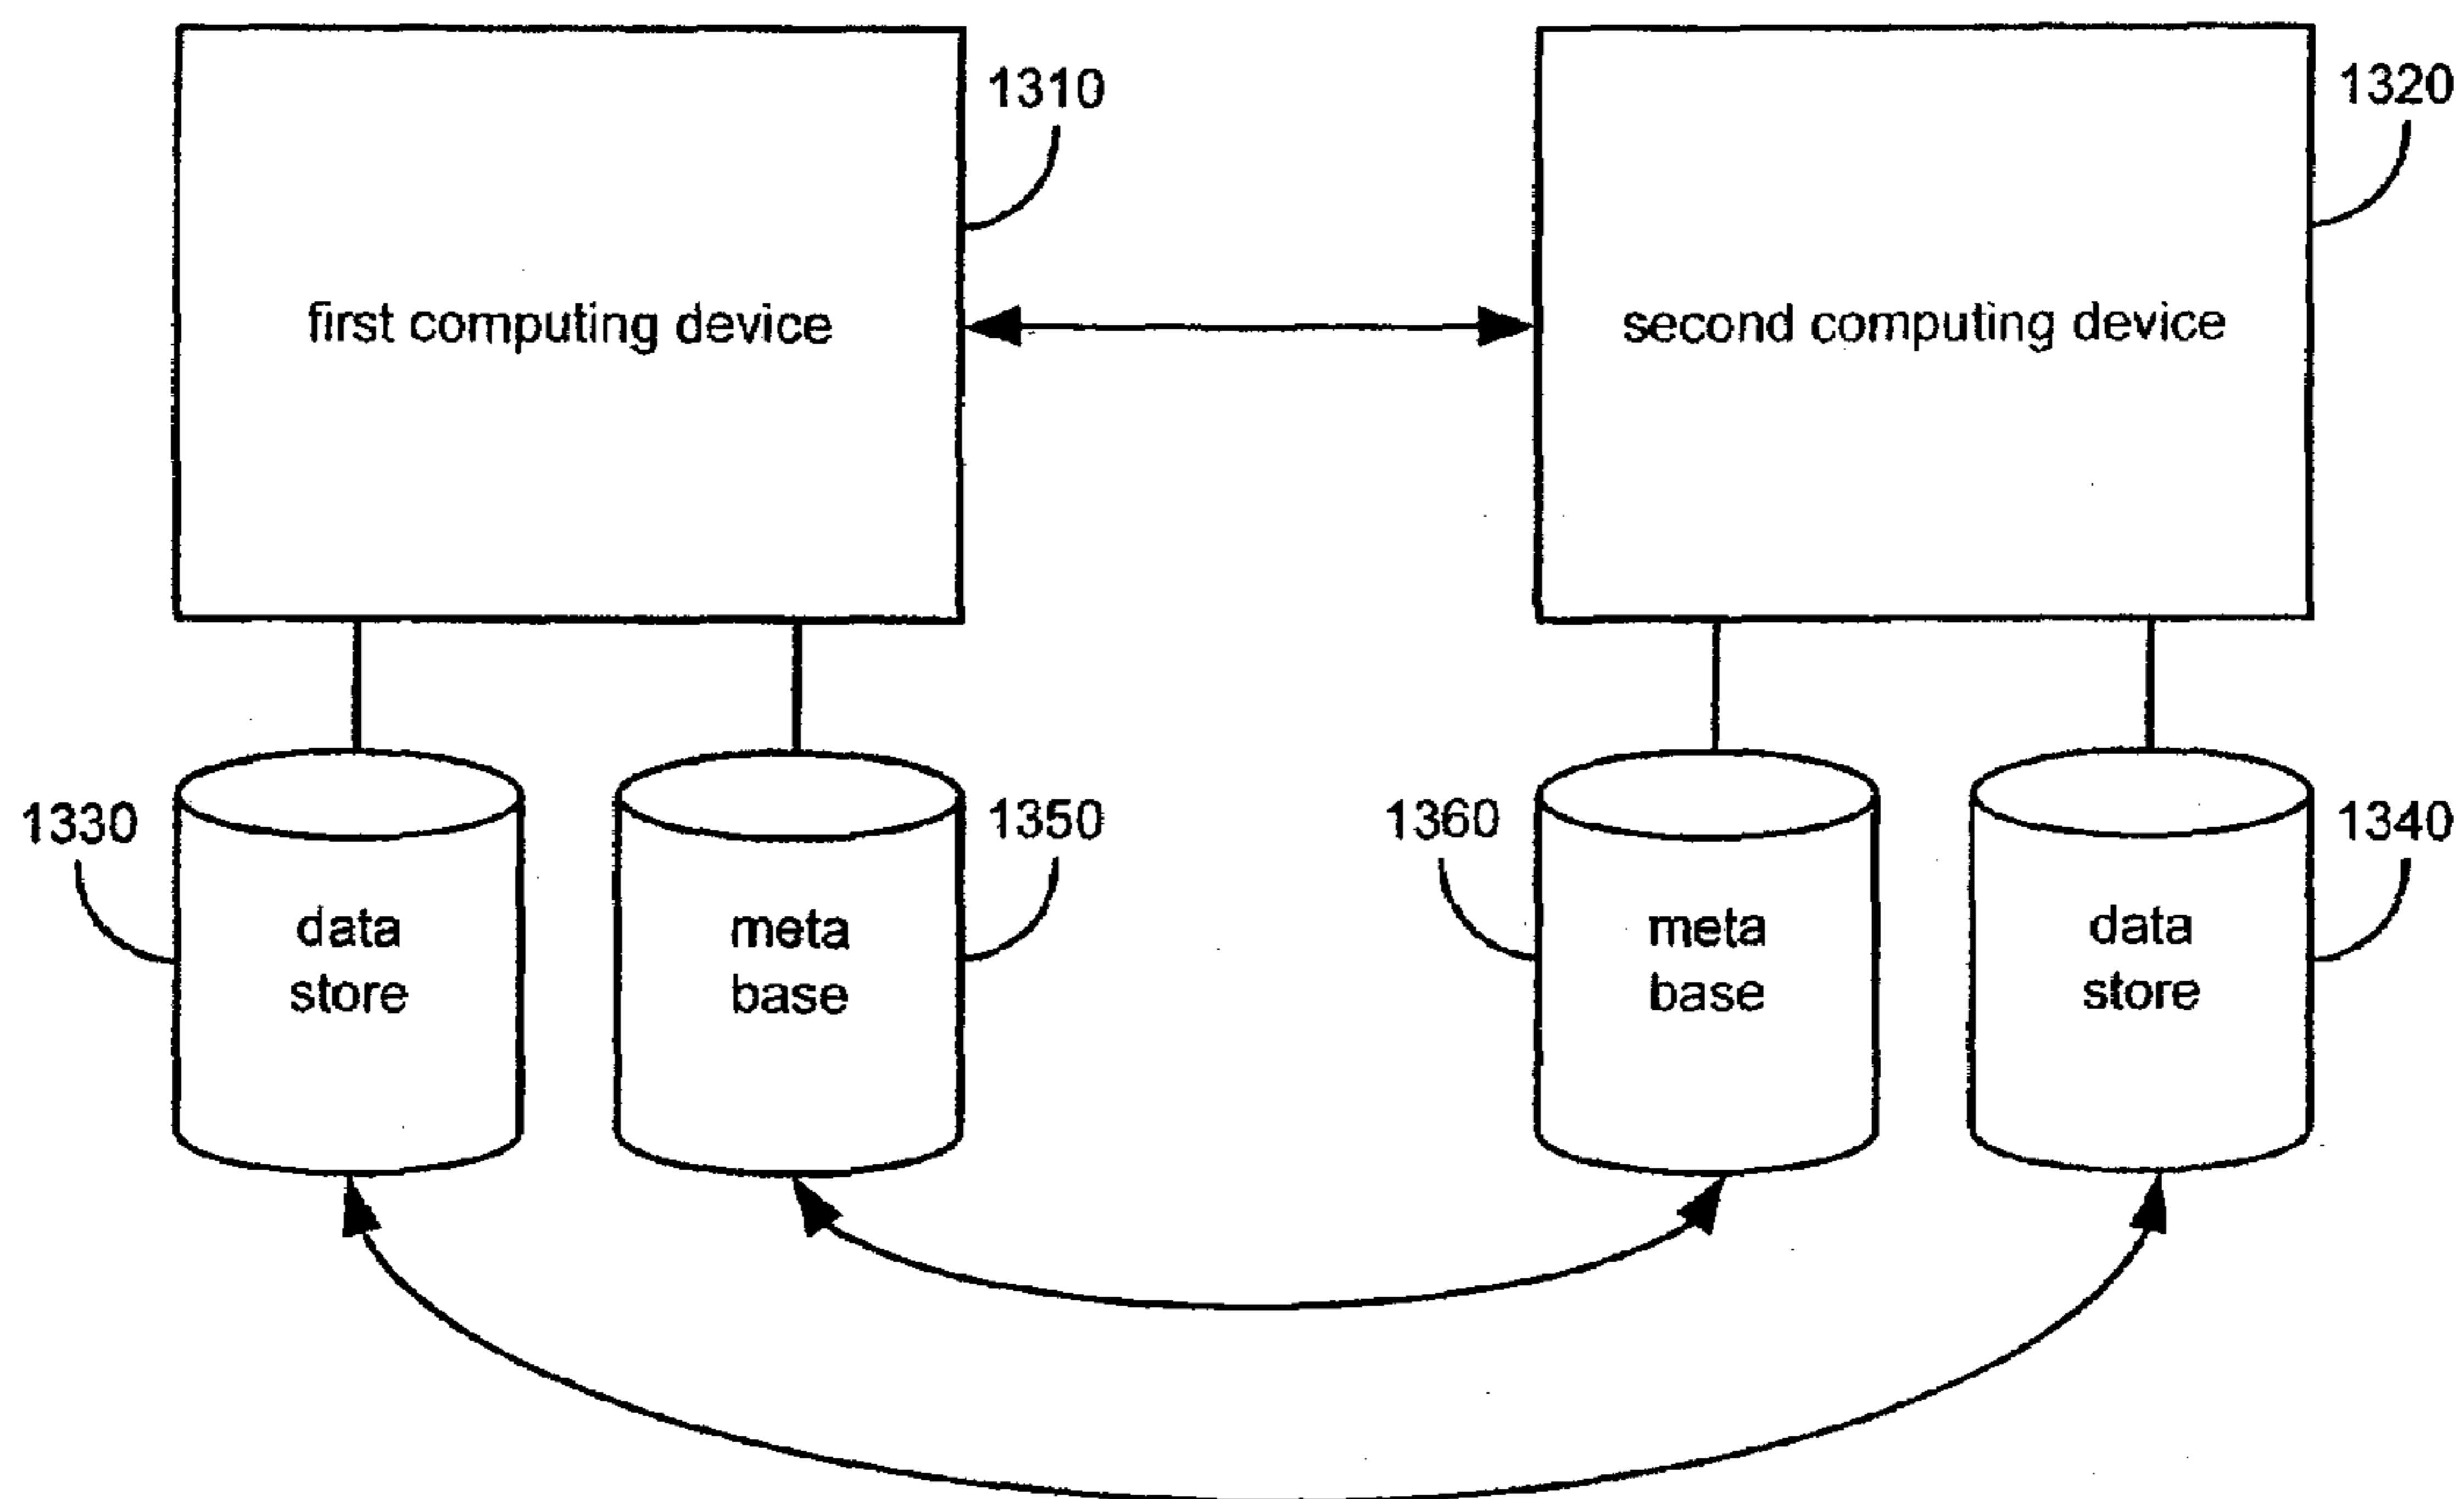 1310
1320
first computing device
second computing device
1330
1350
1360
1340
data
store
meta
base
meta
base
data
store